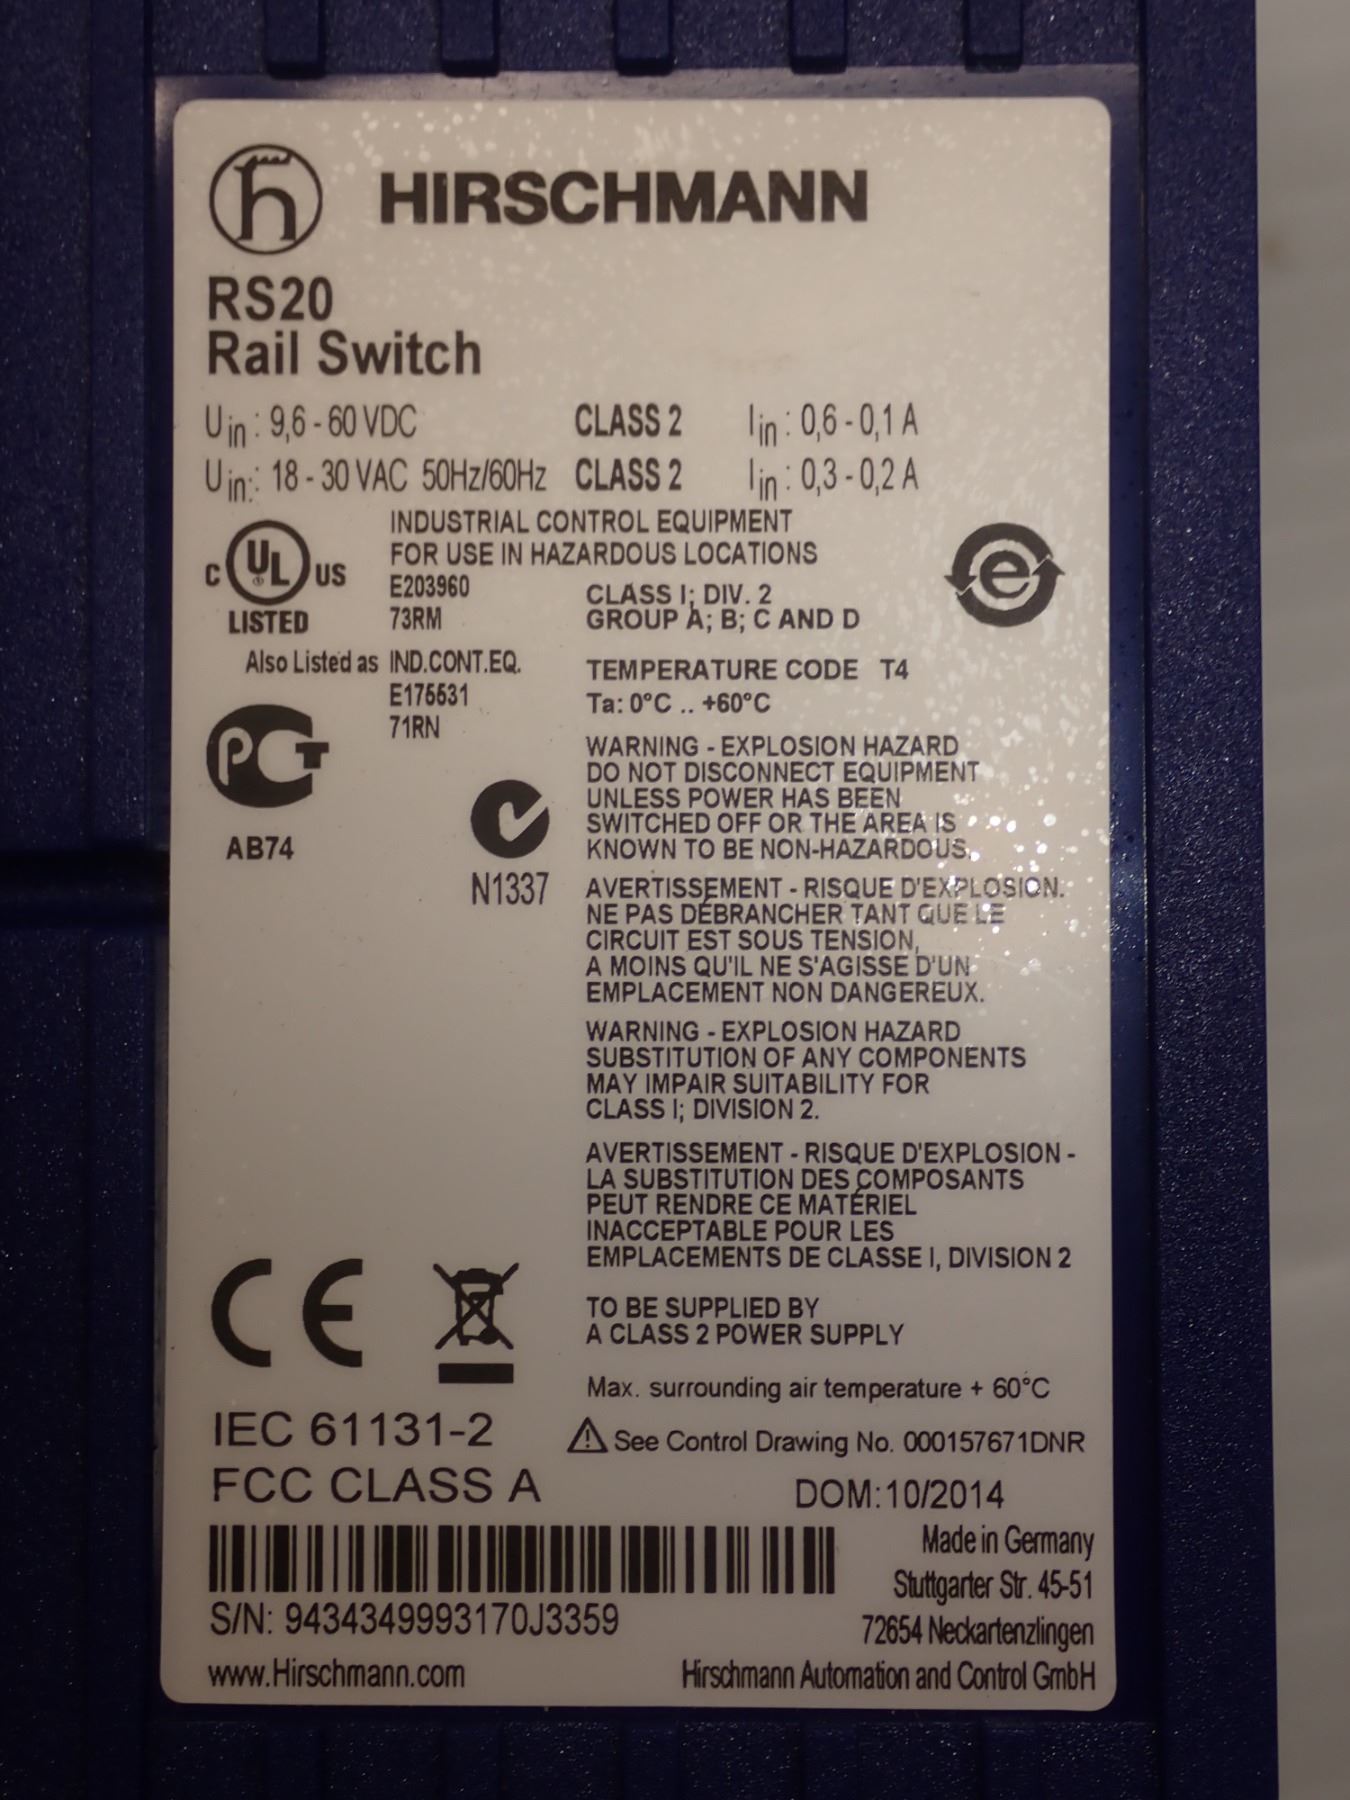 HIRSCHMANN
RS20
Rail Switch
Uin: 9,6 - 60 VDC CLASS 2 Iin: 0,6 - 0,1 A
Uin: 18 - 30 VAC 50Hz/60Hz CLASS 2 Iin: 0,3 - 0,2 A
INDUSTRIAL CONTROL EQUIPMENT
FOR USE IN HAZARDOUS LOCATIONS
C UL US
LISTED
E203960
73RM
CLASS I; DIV. 2
GROUP A; B; C AND D
e
Also Listed as IND.CONT.EQ.
E175531
71RN
TEMPERATURE CODE T4
Ta: 0°C .. +60°C
PCT
AB74
N1337
WARNING - EXPLOSION HAZARD
DO NOT DISCONNECT EQUIPMENT
UNLESS POWER HAS BEEN
SWITCHED OFF OR THE AREA IS
KNOWN TO BE NON-HAZARDOUS.
AVERTISSEMENT - RISQUE D'EXPLOSION.
NE PAS DÉBRANCHER TANT QUE LE
CIRCUIT EST SOUS TENSION,
A MOINS QU'IL NE S'AGISSE D'UN
EMPLACEMENT NON DANGEREUX.
WARNING - EXPLOSION HAZARD
SUBSTITUTION OF ANY COMPONENTS
MAY IMPAIR SUITABILITY FOR
CLASS I; DIVISION 2.
AVERTISSEMENT - RISQUE D'EXPLOSION -
LA SUBSTITUTION DES COMPOSANTS
PEUT RENDRE CE MATÉRIEL
INACCEPTABLE POUR LES
EMPLACEMENTS DE CLASSE I, DIVISION 2
TO BE SUPPLIED BY
A CLASS 2 POWER SUPPLY
Max. surrounding air temperature + 60°C
See Control Drawing No. 000157671DNR
CE
IEC 61131-2
FCC CLASS A
DOM:10/2014
Made in Germany
Stuttgarter Str. 45-51
72654 Neckartenzlingen
Hirschmann Automation and Control GmbH
S/N: 9434349993170J3359
www.Hirschmann.com